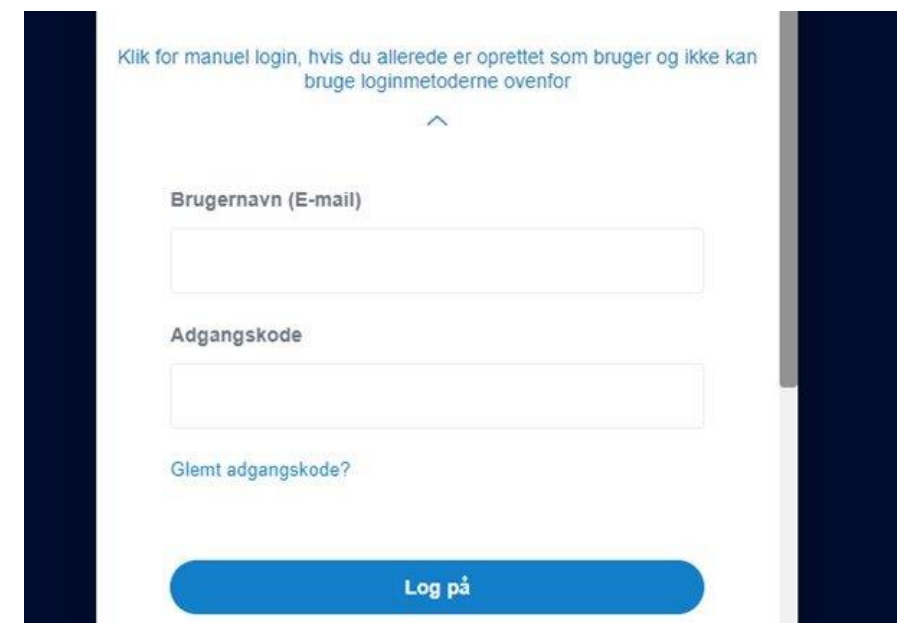 Klik for manuel login, hvis du allerede er oprettet som bruger og ikke kan
bruge loginmetoderne ovenfor
Brugernavn (E-mail)
Adgangskode
Glemt adgangskode?
Log på